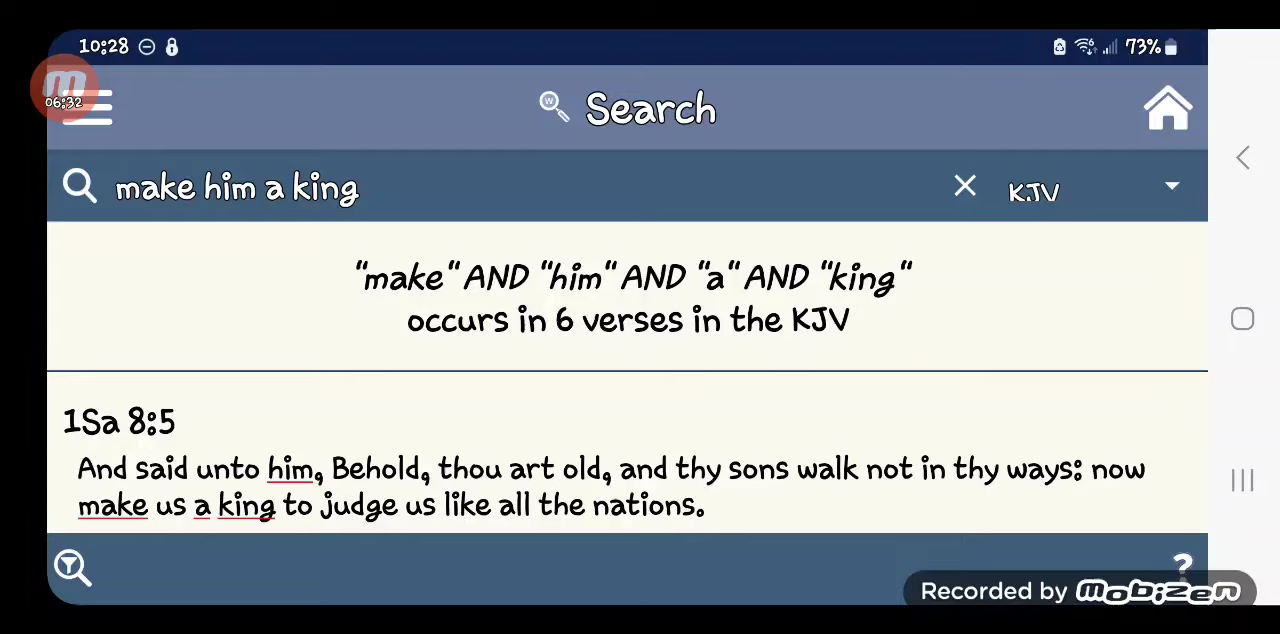 10:28 73%
06:32
Search
make him a king KJV
"make" AND "him" AND "a" AND "king"
occurs in 6 verses in the KJV
1Sa 8:5
And said unto him, Behold, thou art old, and thy sons walk not in thy ways: now
make us a king to judge us like all the nations.
?
Recorded by mobizen